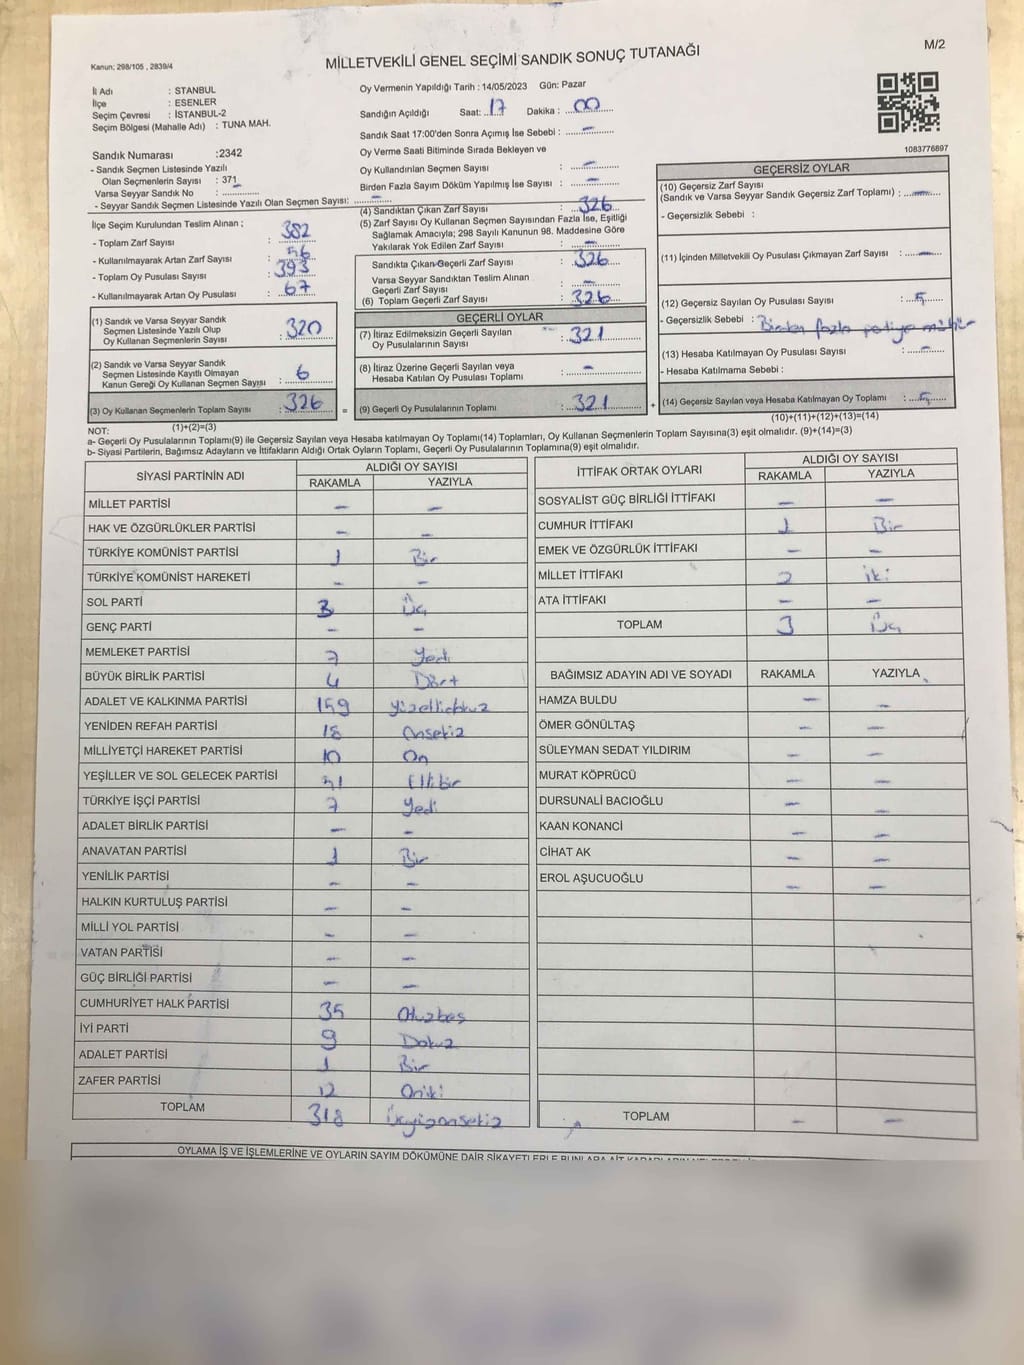 M/2
MİLLETVEKİLİ GENEL SEÇİMİ SANDIK SONUÇ TUTANAĞI
Kanun: 298/105 , 2839/4
İl Adı : STANBUL
İlçe : ESENLER
Seçim Çevresi : İSTANBUL-2
Seçim Bölgesi (Mahalle Adı) : TUNA MAH.
Oy Vermenin Yapıldığı Tarih : 14/05/2023 Gün: Pazar
Sandığın Açıldığı Saat: 17 Dakika : 00
Sandık Saat 17:00'den Sonra Açımış İse Sebebi : –
Oy Verme Saati Bitiminde Sırada Bekleyen ve
Oy Kullandırılan Seçmen Sayısı : –
Birden Fazla Sayım Döküm Yapılmış İse Sayısı : –
1083776897
Sandık Numarası :2342
- Sandık Seçmen Listesinde Yazılı
Olan Seçmenlerin Sayısı : 371
Varsa Seyyar Sandık No :
- Seyyar Sandık Seçmen Listesinde Yazılı Olan Seçmen Sayısı: –
İlçe Seçim Kurulundan Teslim Alınan ;
- Toplam Zarf Sayısı : 382
- Kullanılmayarak Artan Zarf Sayısı : 56
- Toplam Oy Pusulası Sayısı : 393
- Kullanılmayarak Artan Oy Pusulası : 67
(1) Sandık ve Varsa Seyyar Sandık
Seçmen Listesinde Yazılı Olup
Oy Kullanan Seçmenlerin Sayısı : 320
(2) Sandık ve Varsa Seyyar Sandık
Seçmen Listesinde Kayıtlı Olmayan
Kanun Gereği Oy Kullanan Seçmen Sayısı : 6
(3) Oy Kullanan Seçmenlerin Toplam Sayısı : 326 =
(1)+(2)=(3)
(4) Sandıktan Çıkan Zarf Sayısı : 326
(5) Zarf Sayısı Oy Kullanan Seçmen Sayısından Fazla İse, Eşitliği
Sağlamak Amacıyla; 298 Sayılı Kanunun 98. Maddesine Göre
Yakılarak Yok Edilen Zarf Sayısı : –
Sandıkta Çıkan Geçerli Zarf Sayısı : 326
Varsa Seyyar Sandıktan Teslim Alınan
Geçerli Zarf Sayısı : –
(6) Toplam Geçerli Zarf Sayısı : 326
GEÇERLİ OYLAR
(7) İtiraz Edilmeksizin Geçerli Sayılan
Oy Pusulalarının Sayısı : 321
(8) İtiraz Üzerine Geçerli Sayılan veya
Hesaba Katılan Oy Pusulası Toplamı : –
(9) Geçerli Oy Pusulalarının Toplamı : 321 +
GEÇERSİZ OYLAR
(10) Geçersiz Zarf Sayısı
(Sandık ve Varsa Sandık Geçersiz Zarf Toplamı) : –
- Geçersizlik Sebebi :
(11) İçinden Milletvekili Oy Pusulası Çıkmayan Zarf Sayısı : –
(12) Geçersiz Sayılan Oy Pusulası Sayısı : 5
- Geçersizlik Sebebi : Birden fazla partiye mühür
(13) Hesaba Katılmayan Oy Pusulası Sayısı : –
- Hesaba Katılmama Sebebi :
(14) Geçersiz Sayılan veya Hesaba Katılmayan Oy Toplamı : 5
(10)+(11)+(12)+(13)=(14)
NOT:
a- Geçerli Oy Pusulalarının Toplamı(9) ile Geçersiz Sayılan veya Hesaba katılmayan Oy Toplamı(14) Toplamları, Oy Kullanan Seçmenlerin Toplam Sayısına(3) eşit olmalıdır. (9)+(14)=(3)
b- Siyasi Partilerin, Bağımsız Adayların ve İttifakların Aldığı Ortak Oyların Toplamı, Geçerli Oy Pusulalarının Toplamına(9) eşit olmalıdır.
SİYASİ PARTİNİN ADI ALDIĞI OY SAYISI
RAKAMLA YAZIYLA
MİLLET PARTİSİ – –
HAK VE ÖZGÜRLÜKLER PARTİSİ – –
TÜRKİYE KOMÜNİST PARTİSİ 1 Bir
TÜRKİYE KOMÜNİST HAREKETİ – –
SOL PARTİ 3 Üç
GENÇ PARTİ – –
MEMLEKET PARTİSİ 7 Yedi
BÜYÜK BİRLİK PARTİSİ 4 Dört
ADALET VE KALKINMA PARTİSİ 159 Yüzellidokuz
YENİDEN REFAH PARTİSİ 18 Onsekiz
MİLLİYETÇİ HAREKET PARTİSİ 10 On
YEŞİLLER VE SOL GELECEK PARTİSİ 51 Ellibir
TÜRKİYE İŞÇİ PARTİSİ 7 Yedi
ADALET BİRLİK PARTİSİ – –
ANAVATAN PARTİSİ 1 Bir
YENİLİK PARTİSİ – –
HALKIN KURTULUŞ PARTİSİ – –
MİLLİ YOL PARTİSİ – –
VATAN PARTİSİ – –
GÜÇ BİRLİĞİ PARTİSİ – –
CUMHURİYET HALK PARTİSİ 35 Otuzbeş
İYİ PARTİ 9 Dokuz
ADALET PARTİSİ 1 Bir
ZAFER PARTİSİ 12 Oniki
TOPLAM 318 Üçyüzonsekiz
İTTİFAK ORTAK OYLARI ALDIĞI OY SAYISI
RAKAMLA YAZIYLA
SOSYALİST GÜÇ BİRLİĞİ İTTİFAKI – –
CUMHUR İTTİFAKI 1 Bir
EMEK VE ÖZGÜRLÜK İTTİFAKI – –
MİLLET İTTİFAKI 2 İki
ATA İTTİFAKI – –
TOPLAM 3 Üç
BAĞIMSIZ ADAYIN ADI VE SOYADI RAKAMLA YAZIYLA
HAMZA BULDU – –
ÖMER GÖNÜLTAŞ – –
SÜLEYMAN SEDAT YILDIRIM – –
MURAT KÖPRÜCÜ – –
DURSUNALİ BACIOĞLU – –
KAAN KONANCİ – –
CİHAT AK – –
EROL AŞUCUOĞLU – –
TOPLAM – –
OYLAMA İŞ VE İŞLEMLERİNE VE OYLARIN SAYIM DÖKÜMÜNE DAİR